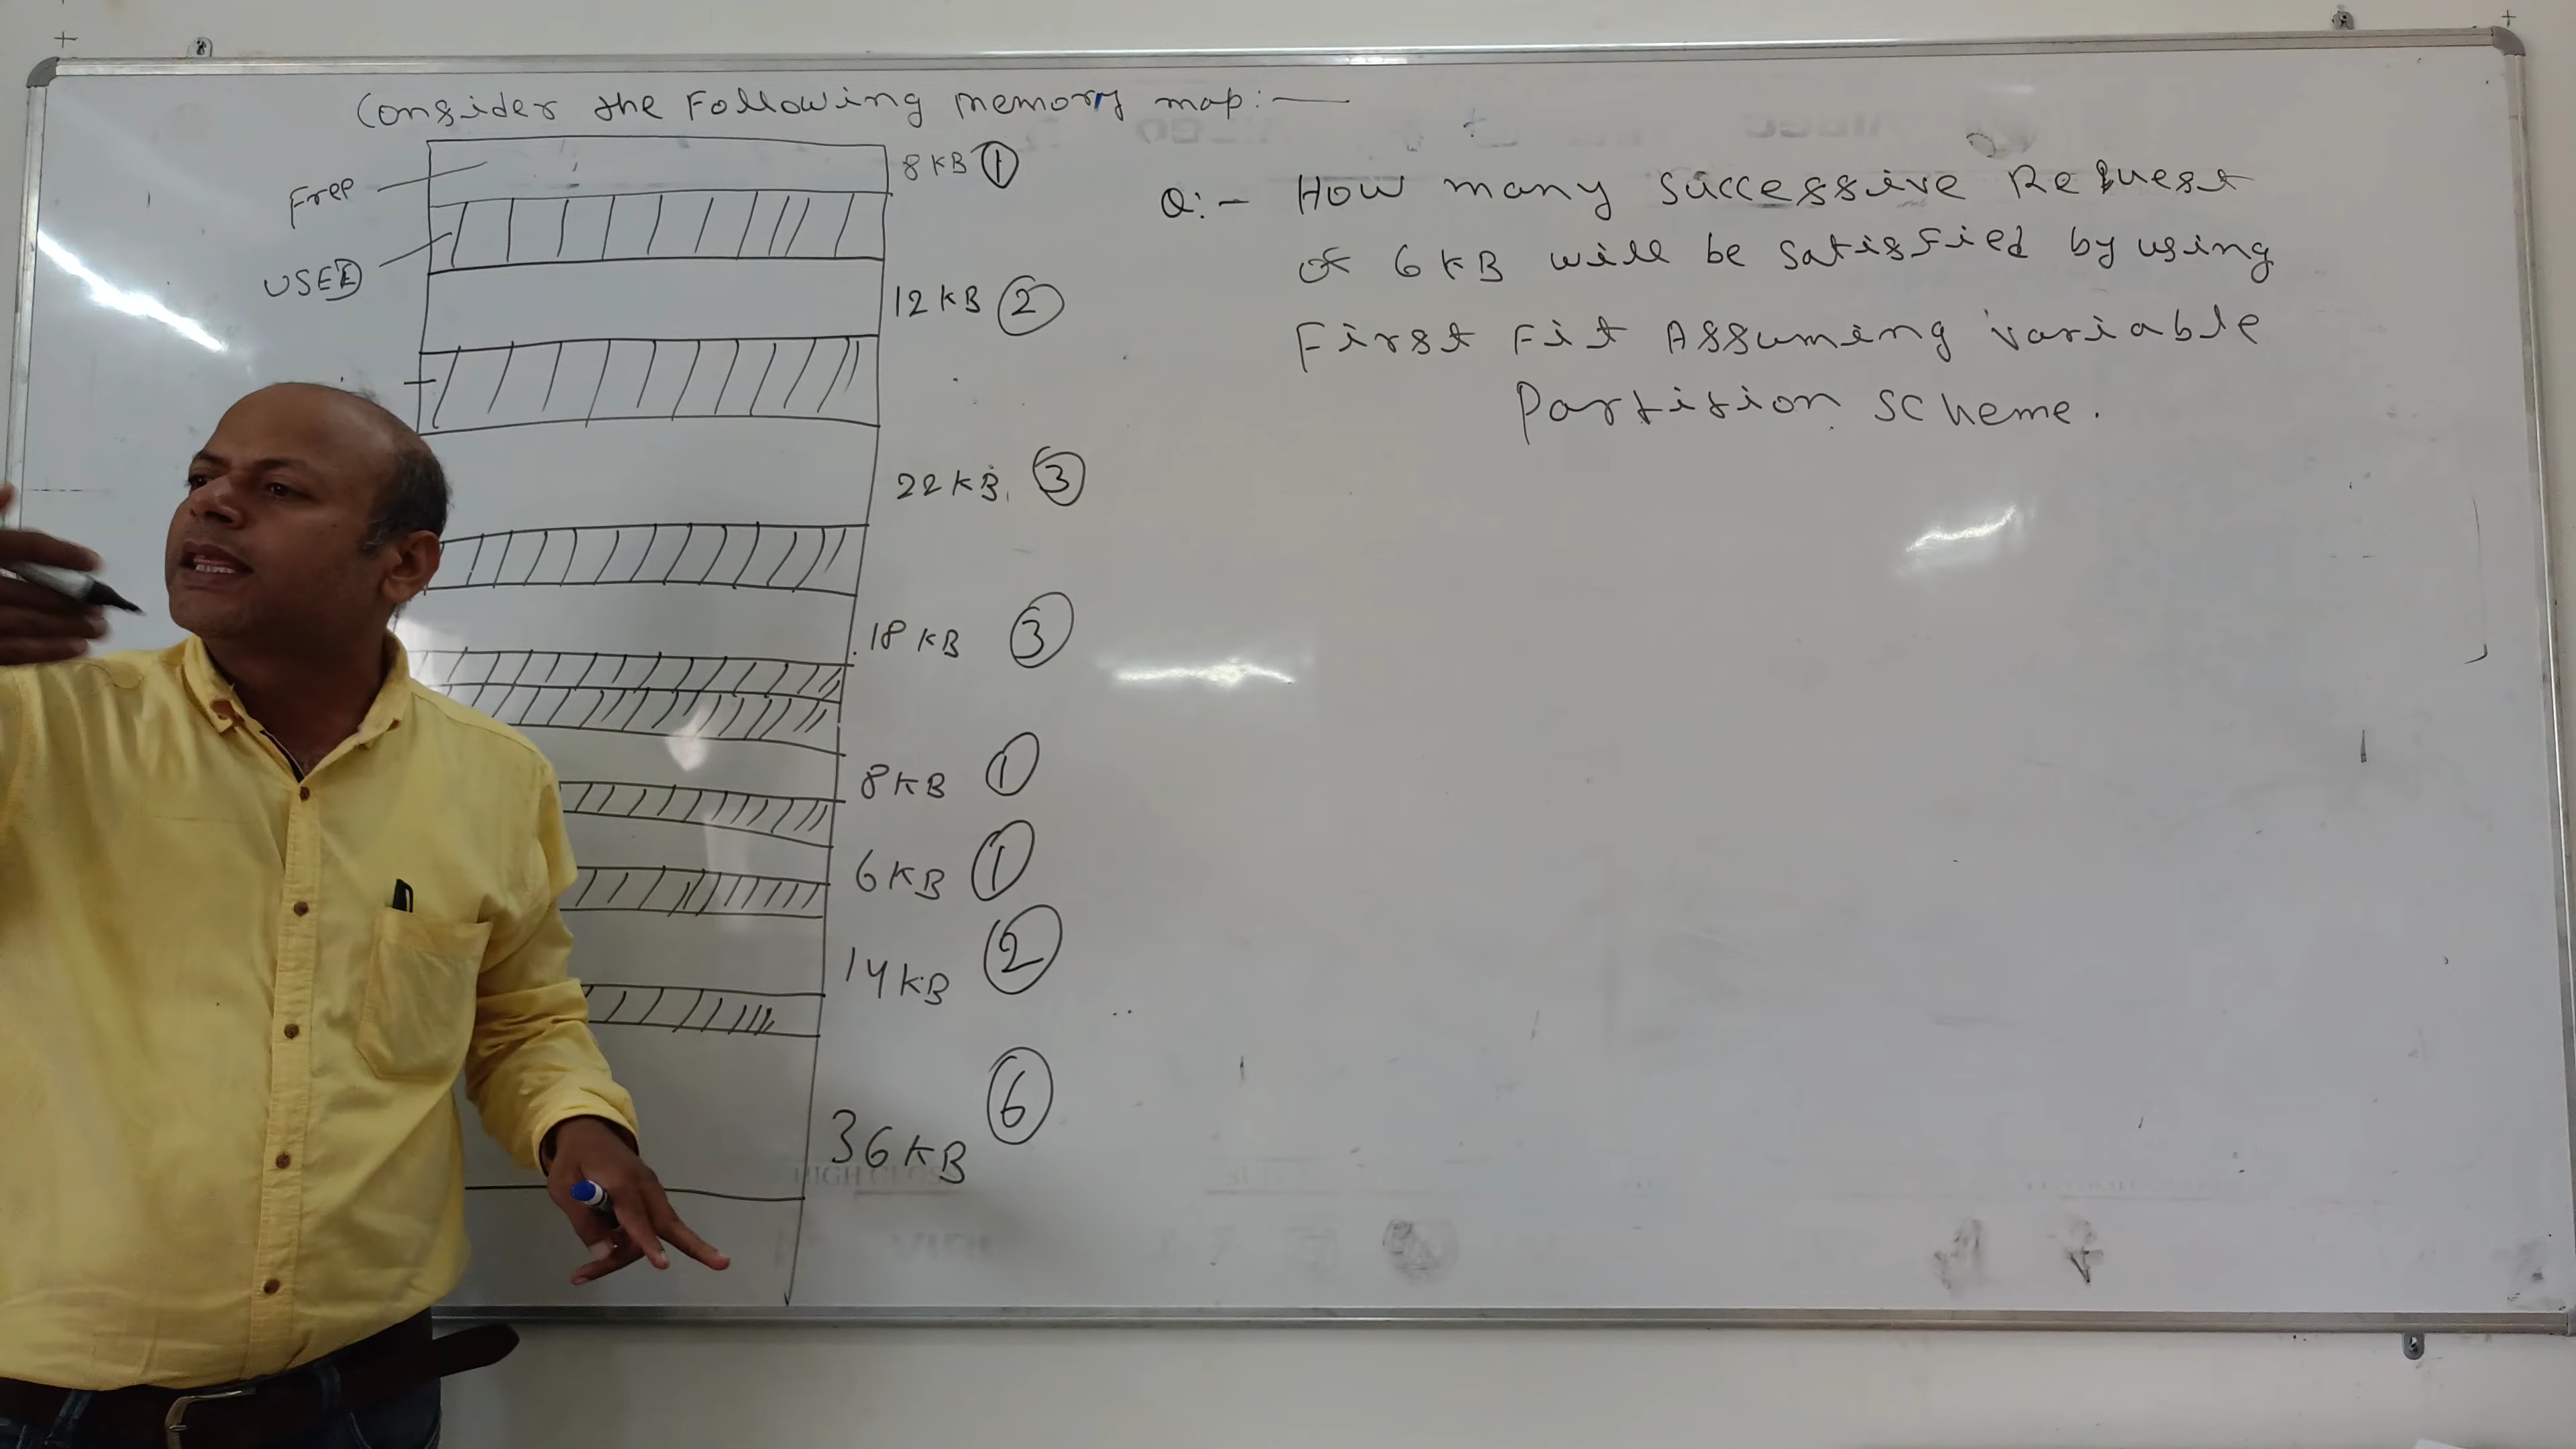 Consider the Following memory map:—
Free
USED
8 KB ①
12 KB ②
22 KB ③
18 KB ③
8 KB ①
6 KB ①
14 KB ②
36 KB ⑥
Q:- How many successive Request
of 6 KB will be satisfied by using
First Fit Assuming variable
Partition scheme.